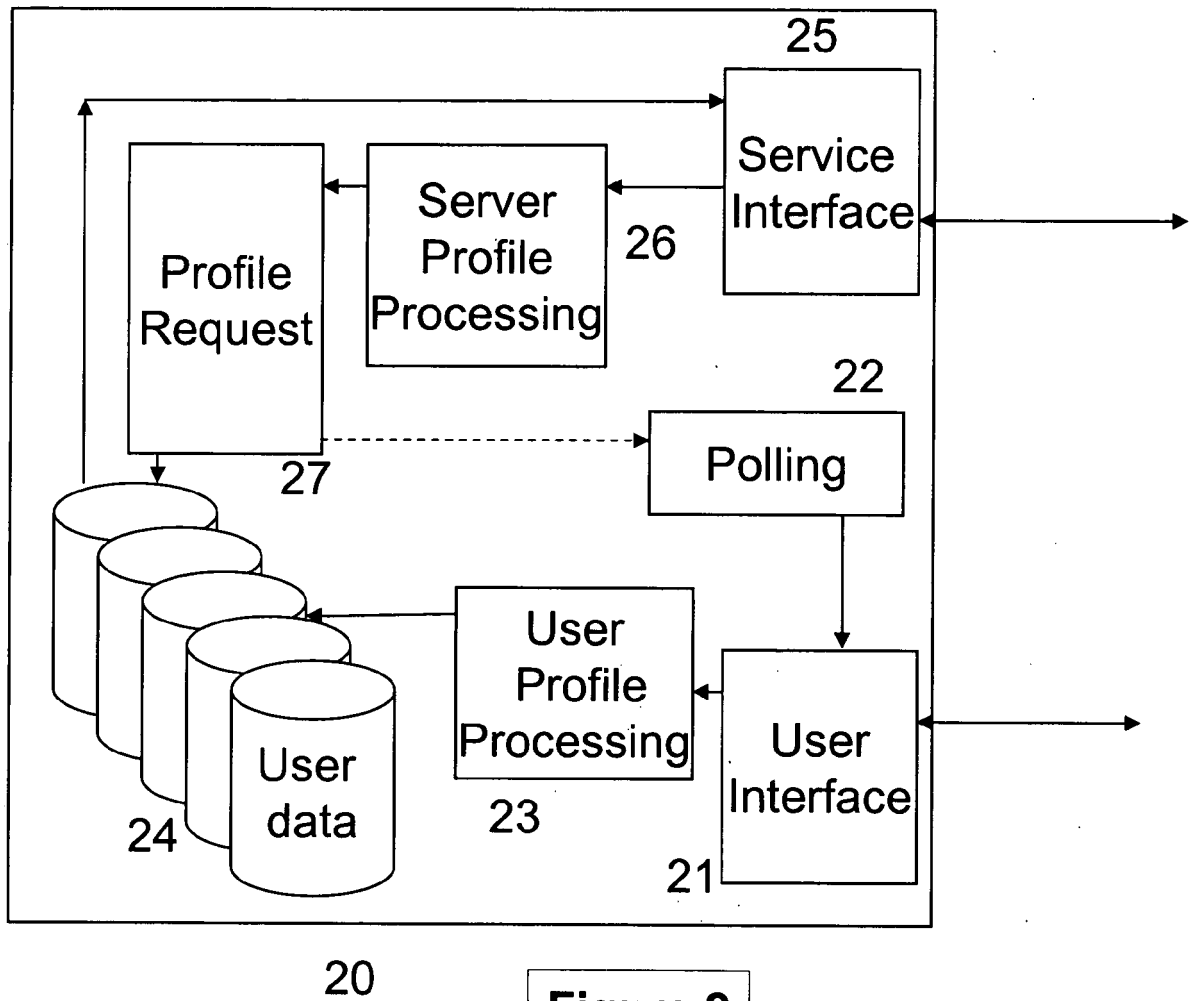 25
Service
Interface
Server
Profile
Processing
26
Profile
Request
22
Polling
27
User
Profile
Processing
User
Interface
User
data
24
23
21
20